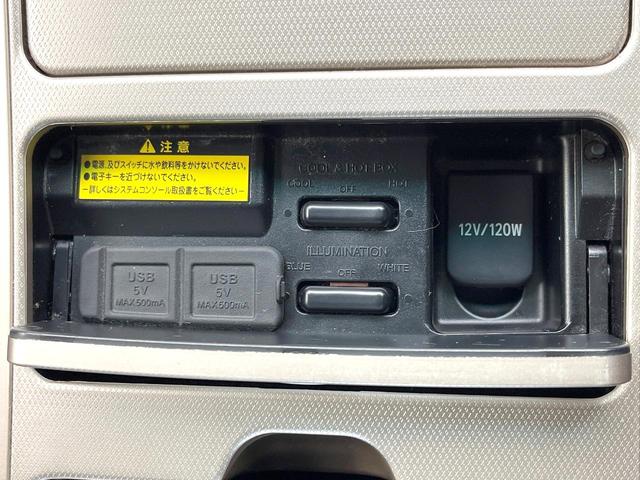 注意
●電源、及びスイッチに水や飲料等をかけないでください。
●電子キーを近づけないでください。
ー詳しくはシステムコンソール取扱書をご覧くださいー
COOL & HOT BOX
COOL OFF HOT
ILLUMINATION
BLUE OFF WHITE
USB
5V
MAX500mA
USB
5V
MAX500mA
12V/120W